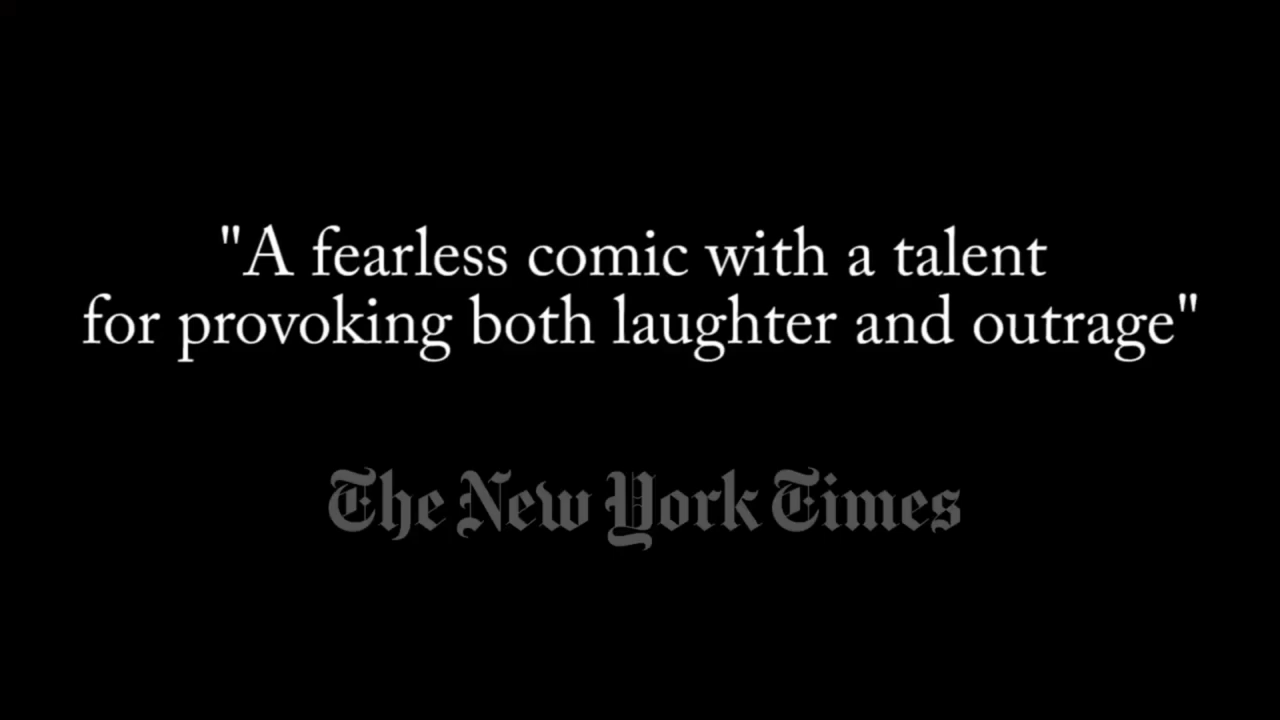 "A fearless comic with a talent
for provoking both laughter and outrage"
The New York Times